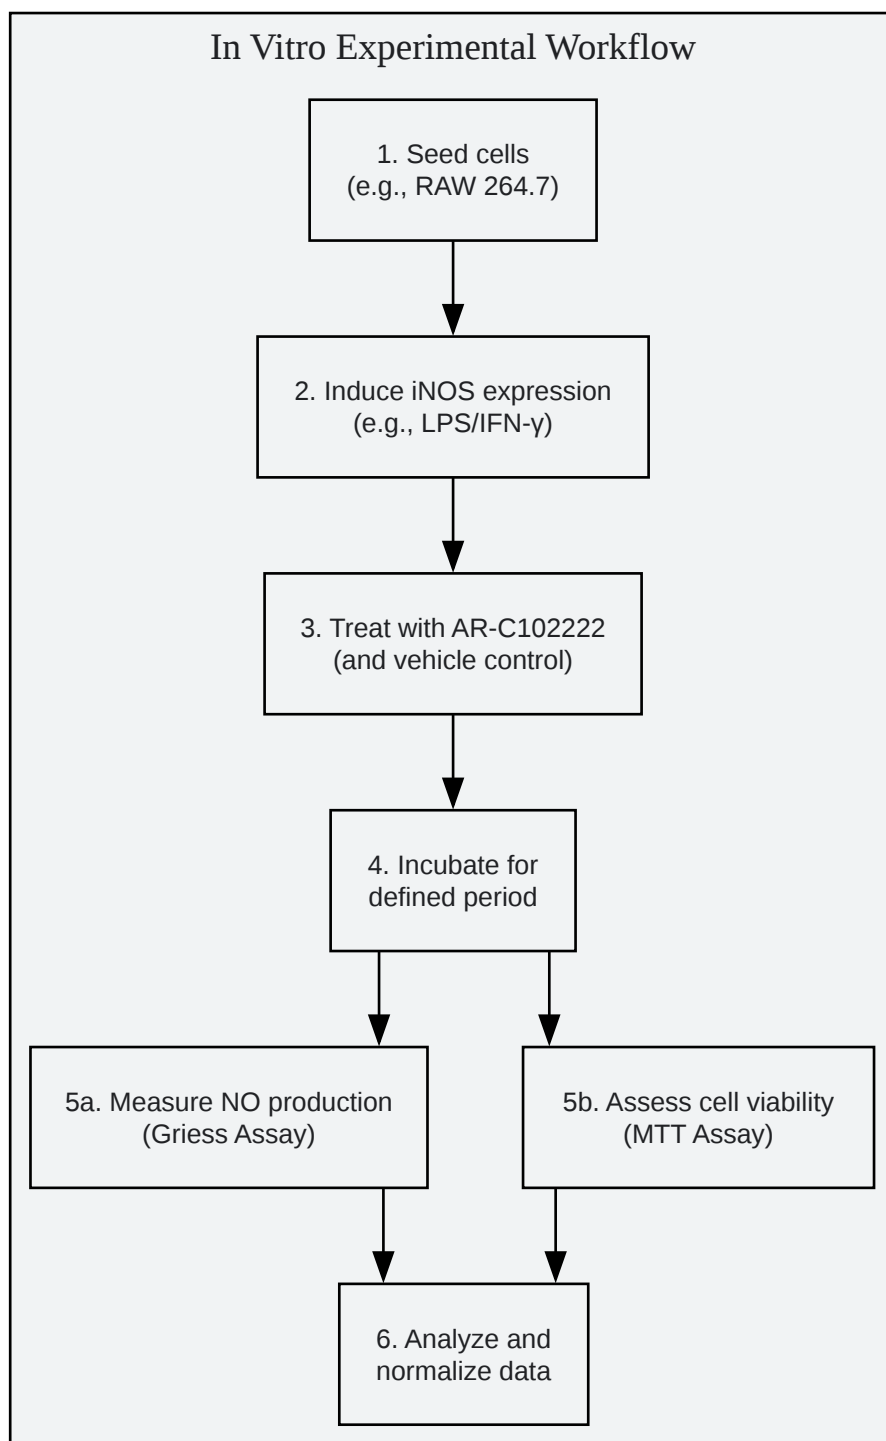 In Vitro Experimental Workflow
1. Seed cells
(e.g., RAW 264.7)
2. Induce iNOS expression
(e.g., LPS/IFN-γ)
3. Treat with AR-C102222
(and vehicle control)
4. Incubate for
defined period
5a. Measure NO production
(Griess Assay)
5b. Assess cell viability
(MTT Assay)
6. Analyze and
normalize data